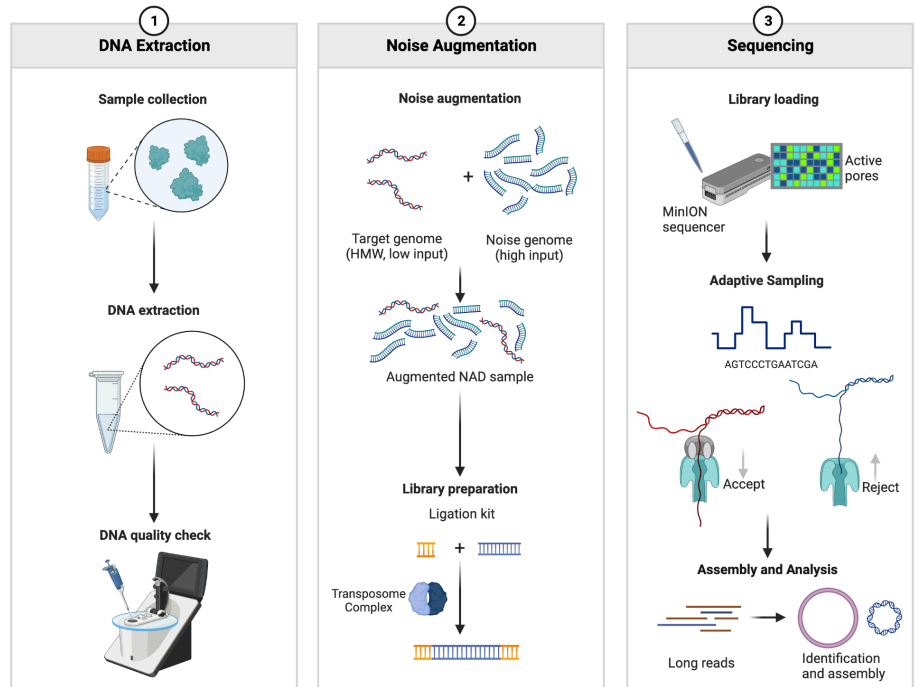 1
DNA Extraction
Sample collection
DNA extraction
DNA quality check
2
Noise Augmentation
Noise augmentation
+
Target genome
(HMW, low input)
Noise genome
(high input)
Augmented NAD sample
Library preparation
Ligation kit
+
Transposome
Complex
3
Sequencing
Library loading
Active
pores
MinION
sequencer
Adaptive Sampling
AGTCCCTGAATCGA
Accept
Reject
Assembly and Analysis
Long reads
Identification
and assembly